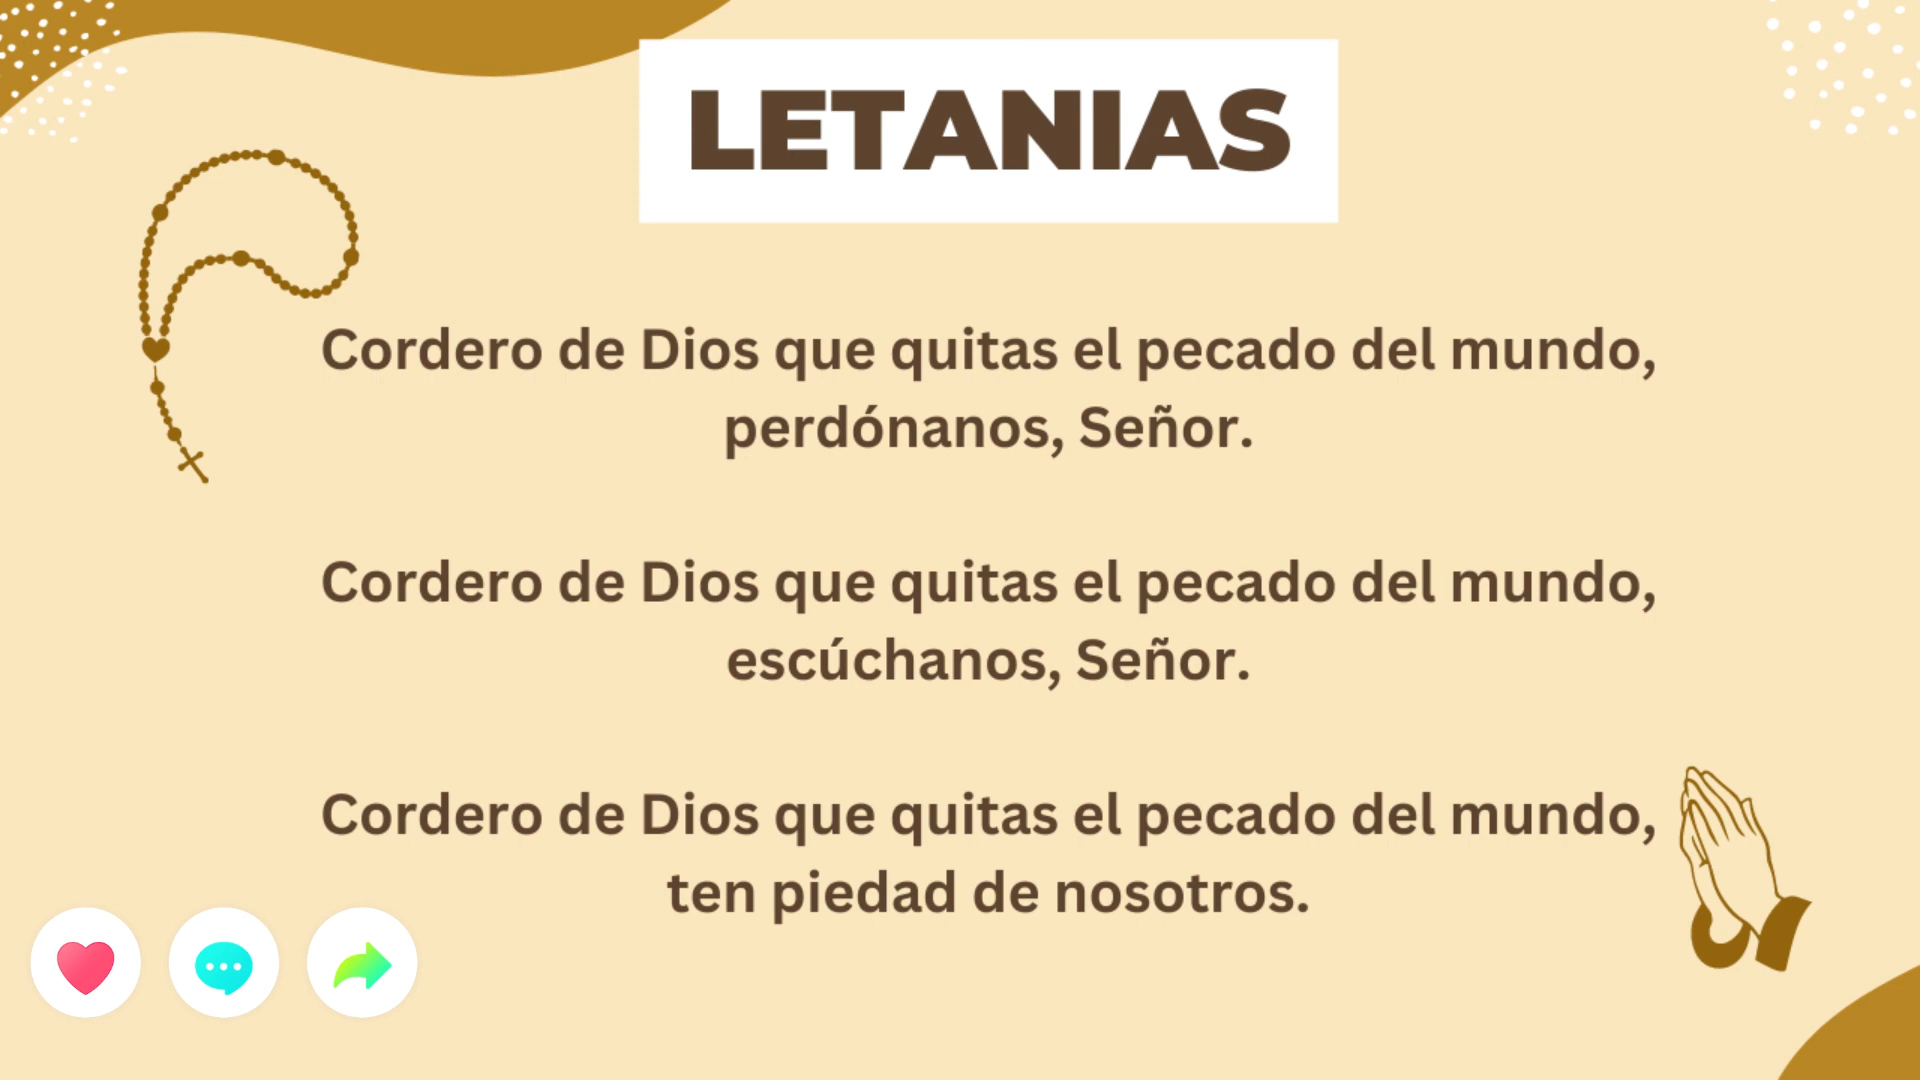 LETANIAS
Cordero de Dios que quitas el pecado del mundo,
perdónanos, Señor.
Cordero de Dios que quitas el pecado del mundo,
escúchanos, Señor.
Cordero de Dios que quitas el pecado del mundo,
ten piedad de nosotros.